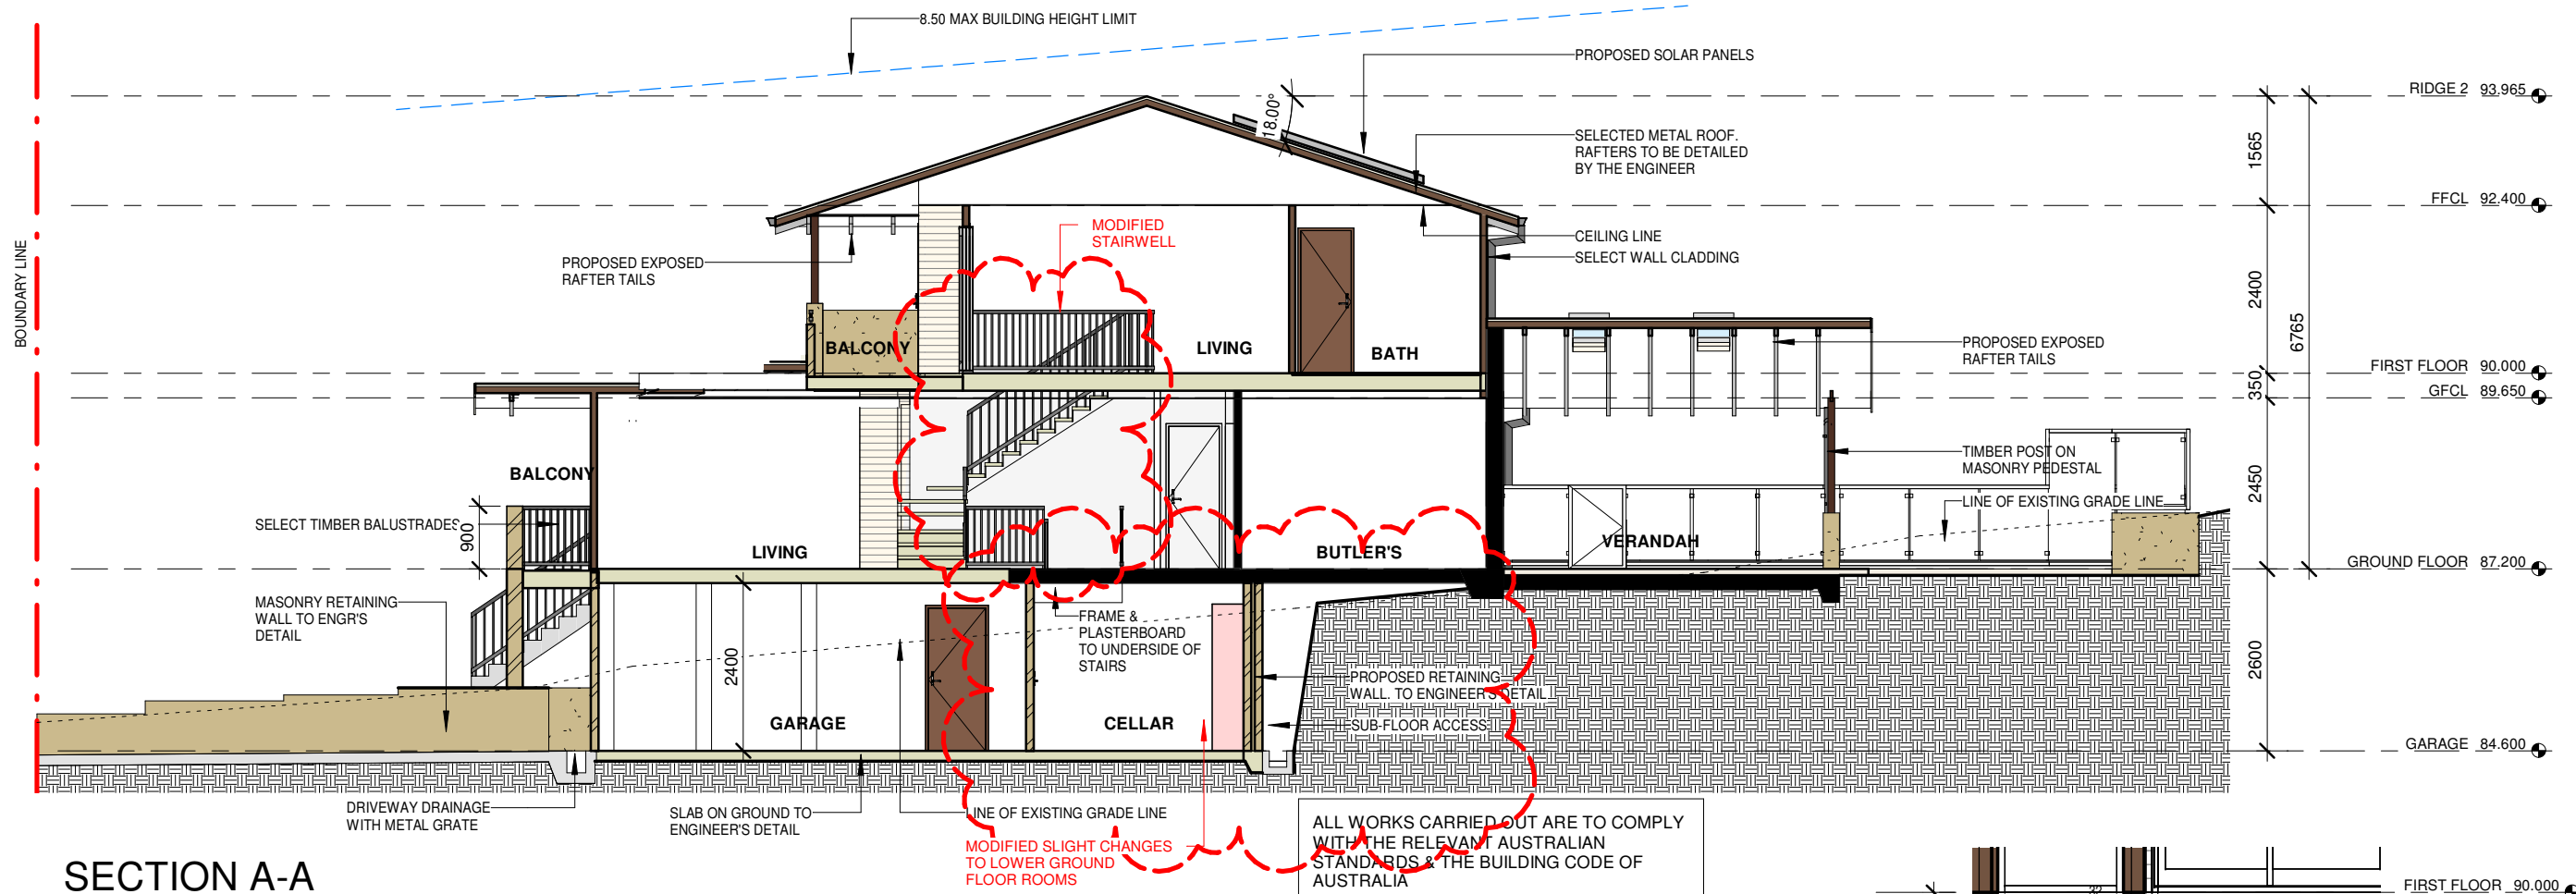 8.50 MAX BUILDING HEIGHT LIMIT
PROPOSED SOLAR PANELS
RIDGE 2 93.965
18.00°
SELECTED METAL ROOF.
RAFTERS TO BE DETAILED
BY THE ENGINEER
1565
FFCL 92.400
MODIFIED
STAIRWELL
CEILING LINE
SELECT WALL CLADDING
PROPOSED EXPOSED
RAFTER TAILS
BOUNDARY LINE
2400
6765
BALCONY
LIVING
BATH
PROPOSED EXPOSED
RAFTER TAILS
FIRST FLOOR 90.000
350
GFCL 89.650
BALCONY
TIMBER POST ON
MASONRY PEDESTAL
2450
LINE OF EXISTING GRADE LINE
SELECT TIMBER BALUSTRADES
900
LIVING
BUTLER'S
VERANDAH
GROUND FLOOR 87.200
MASONRY RETAINING
WALL TO ENGR'S
DETAIL
FRAME &
PLASTERBOARD
TO UNDERSIDE OF
STAIRS
2400
2600
PROPOSED RETAINING
WALL. TO ENGINEER'S DETAIL
GARAGE
CELLAR
SUB-FLOOR ACCESS
GARAGE 84.600
DRIVEWAY DRAINAGE
WITH METAL GRATE
SLAB ON GROUND TO
ENGINEER'S DETAIL
LINE OF EXISTING GRADE LINE
MODIFIED SLIGHT CHANGES
TO LOWER GROUND
FLOOR ROOMS
ALL WORKS CARRIED OUT ARE TO COMPLY
WITH THE RELEVANT AUSTRALIAN
STANDARDS & THE BUILDING CODE OF
AUSTRALIA
SECTION A-A
FIRST FLOOR 90.000